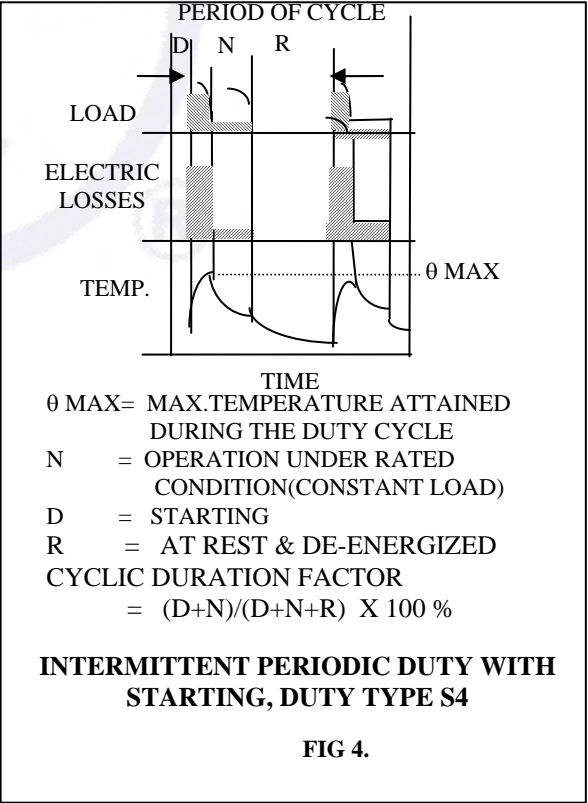 PERIOD OF CYCLE
D N R
LOAD
ELECTRIC
LOSSES
TEMP.
θ MAX
TIME
θ MAX= MAX.TEMPERATURE ATTAINED
DURING THE DUTY CYCLE
N = OPERATION UNDER RATED
CONDITION(CONSTANT LOAD)
D = STARTING
R = AT REST & DE-ENERGIZED
CYCLIC DURATION FACTOR
= (D+N)/(D+N+R) X 100 %
INTERMITTENT PERIODIC DUTY WITH
STARTING, DUTY TYPE S4
FIG 4.